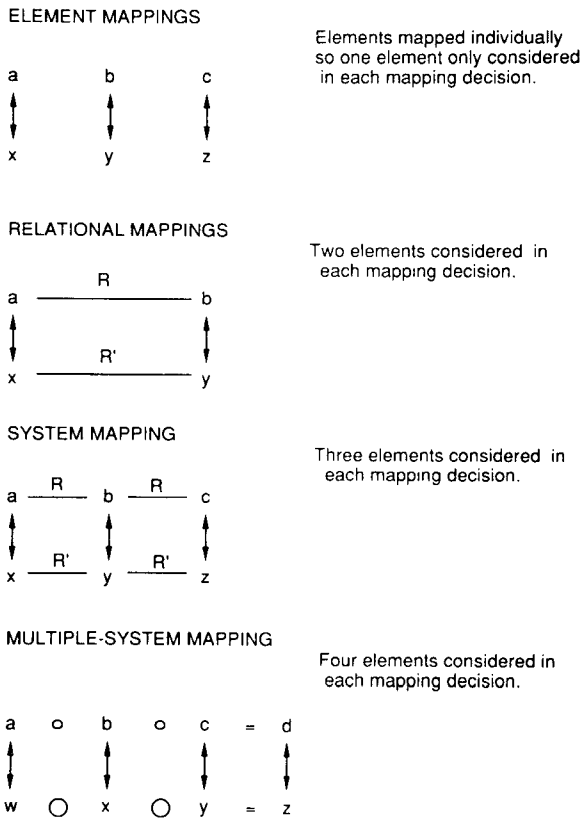 ELEMENT MAPPINGS
Elements mapped individually
so one element only considered
in each mapping decision.
a b c
x y z
RELATIONAL MAPPINGS
Two elements considered in
each mapping decision.
R
a b
R'
x y
SYSTEM MAPPING
Three elements considered in
each mapping decision.
R R
a b c
R' R'
x y z
MULTIPLE-SYSTEM MAPPING
Four elements considered in
each mapping decision.
a o b o c = d
w O x O y = z